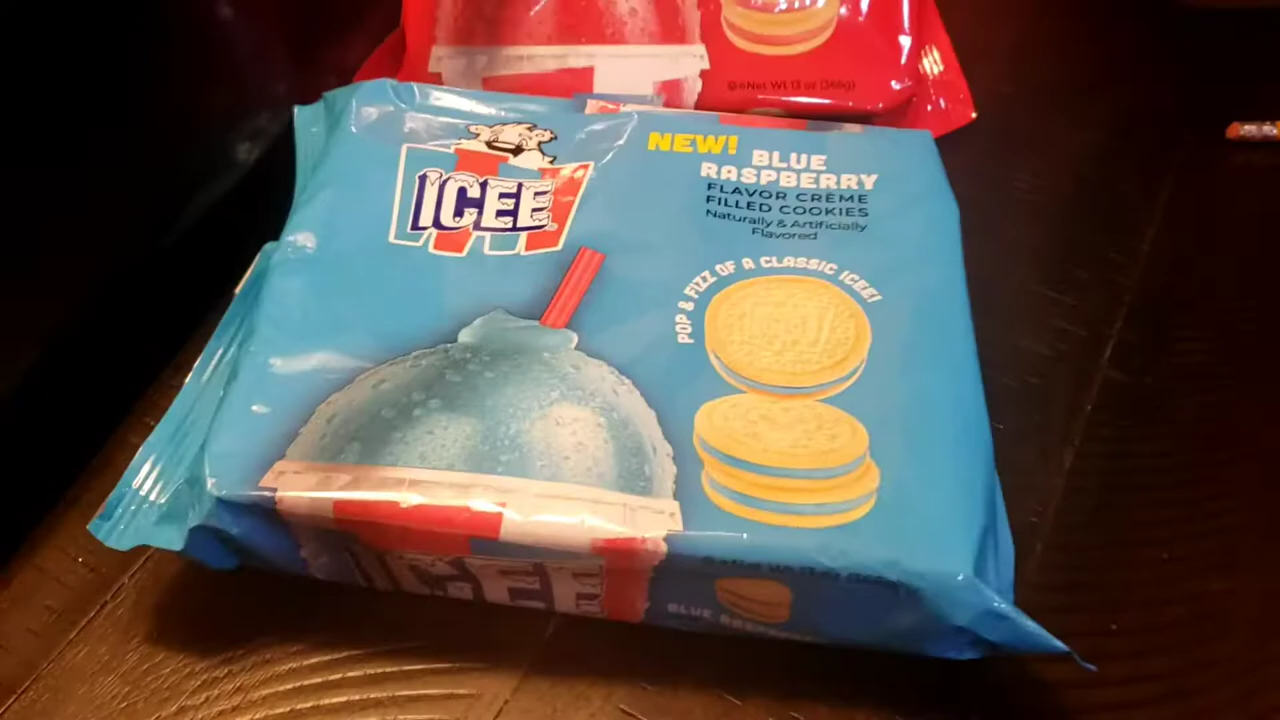 Net Wt. 13 oz (368g)
ICEE
NEW!
BLUE
RASPBERRY
FLAVOR CRÈME
FILLED COOKIES
Naturally & Artificially
Flavored
POP & FIZZ OF A CLASSIC ICEE!
ICEE
BLUE RASPBERRY